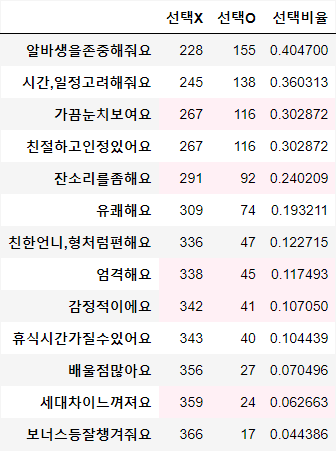 선택X 선택O 선택비율
알바생을존중해줘요 228 155 0.404700
시간,일정고려해줘요 245 138 0.360313
가끔눈치보여요 267 116 0.302872
친절하고인정있어요 267 116 0.302872
잔소리를좀해요 291 92 0.240209
유쾌해요 309 74 0.193211
친한언니,형처럼편해요 336 47 0.122715
엄격해요 338 45 0.117493
감정적이에요 342 41 0.107050
휴식시간가질수있어요 343 40 0.104439
배울점많아요 356 27 0.070496
세대차이느껴져요 359 24 0.062663
보너스등잘챙겨줘요 366 17 0.044386